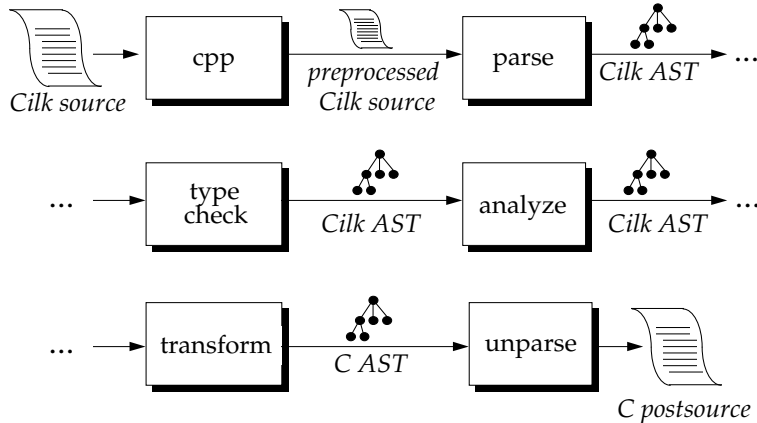 cpp
parse
...
Cilk source
preprocessed
Cilk source
Cilk AST
...
type
check
Cilk AST
analyze
Cilk AST
...
...
transform
C AST
unparse
C postsource